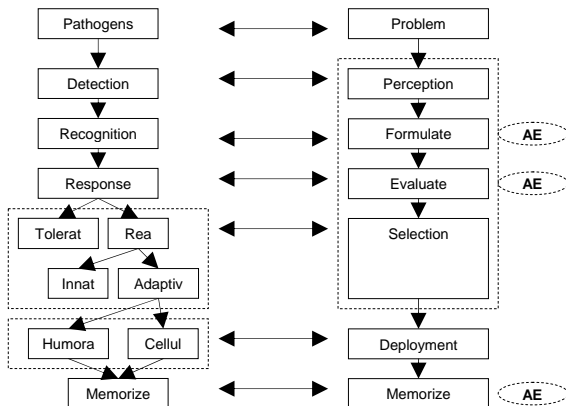 Pathogens
Problem
Detection
Perception
Recognition
Formulate
AE
Response
Evaluate
AE
Tolerat
Rea
Selection
Innat
Adaptiv
Humora
Cellul
Deployment
Memorize
Memorize
AE